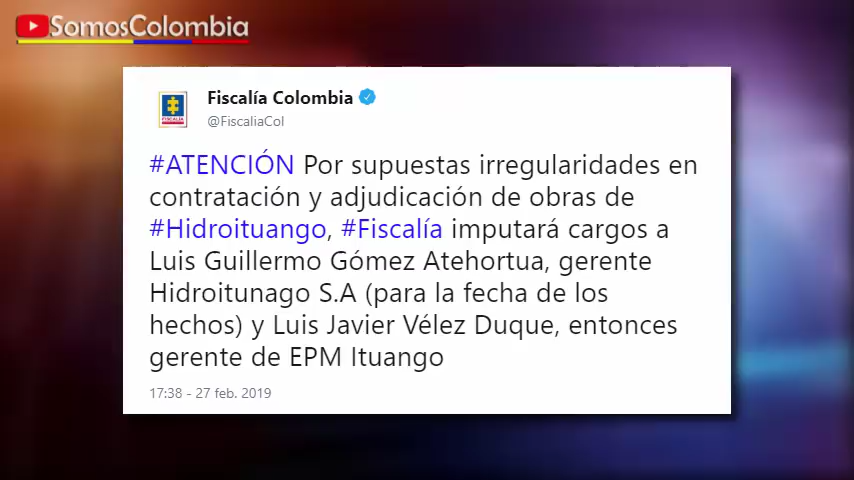 SomosColombia
Fiscalía Colombia
@FiscaliaCol
FISCALIA
#ATENCIÓN Por supuestas irregularidades en
contratación y adjudicación de obras de
#Hidroituango, #Fiscalía imputará cargos a
Luis Guillermo Gómez Atehortua, gerente
Hidroitunago S.A (para la fecha de los
hechos) y Luis Javier Vélez Duque, entonces
gerente de EPM Ituango
17:38 - 27 feb. 2019